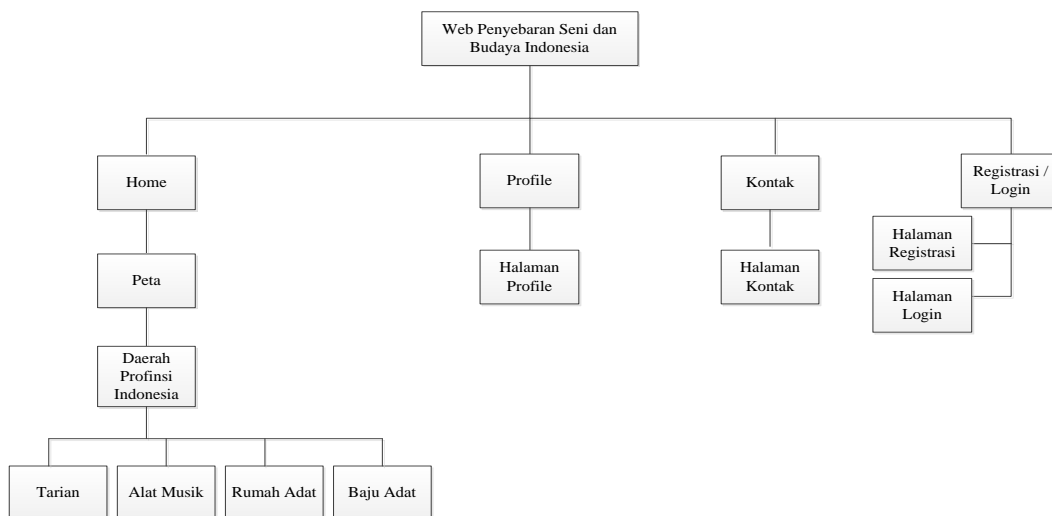 Web Penyebaran Seni dan
Budaya Indonesia
Home
Profile
Kontak
Registrasi /
Login
Halaman
Registrasi
Peta
Halaman
Profile
Halaman
Kontak
Halaman
Login
Daerah
Profinsi
Indonesia
Tarian
Alat Musik
Rumah Adat
Baju Adat